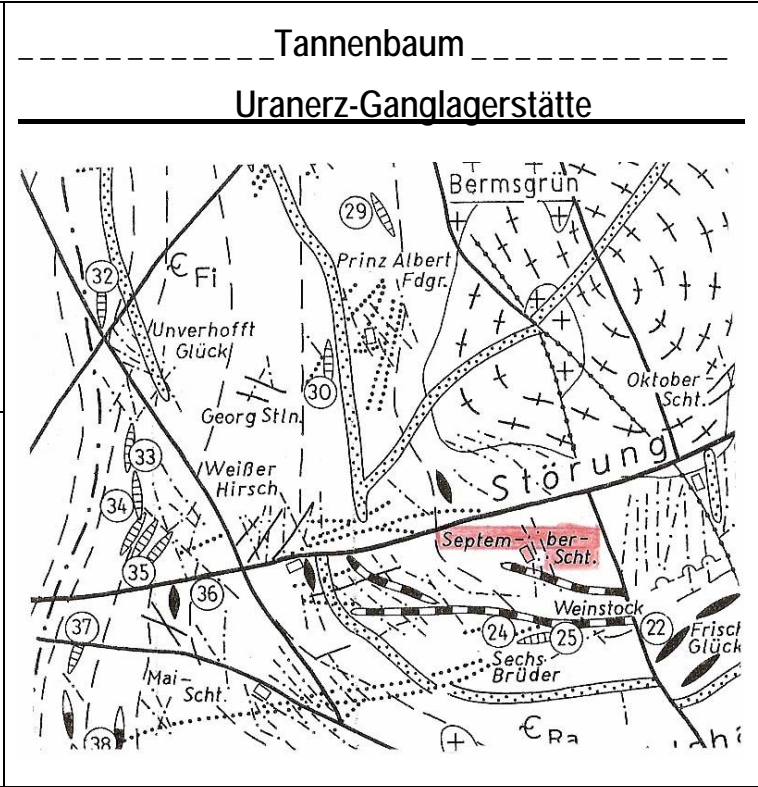 Tannenbaum
Uranerz-Ganglagerstätte
Bermsgrün
29
Prinz Albert
Fdgr.
32
Є Fi
Unverhofft
Glück
30
Georg Stln.
Oktober-
Scht.
33
Weißer
Hirsch
Störung
34
Septem-ber-
Scht.
35
36
Weinstock
24
25
22
Frisch
Glück
37
Sechs
Brüder
Mai-
Scht.
38
Є Ra